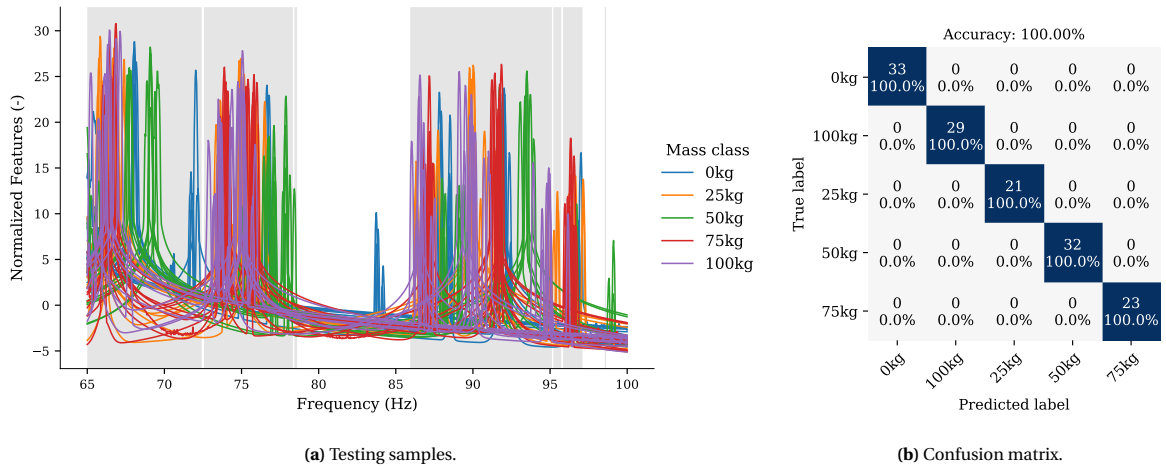 30
25
20
15
10
5
0
−5
Normalized Features (-)
65
70
75
80
85
90
95
100
Frequency (Hz)
Mass class
0kg
25kg
50kg
75kg
100kg
(a) Testing samples.
Accuracy: 100.00%
True label
0kg
33 0 0 0 0
100.0% 0.0% 0.0% 0.0% 0.0%
100kg
0 29 0 0 0
0.0% 100.0% 0.0% 0.0% 0.0%
25kg
0 0 21 0 0
0.0% 0.0% 100.0% 0.0% 0.0%
50kg
0 0 0 32 0
0.0% 0.0% 0.0% 100.0% 0.0%
75kg
0 0 0 0 23
0.0% 0.0% 0.0% 0.0% 100.0%
0kg
100kg
25kg
50kg
75kg
Predicted label
(b) Confusion matrix.